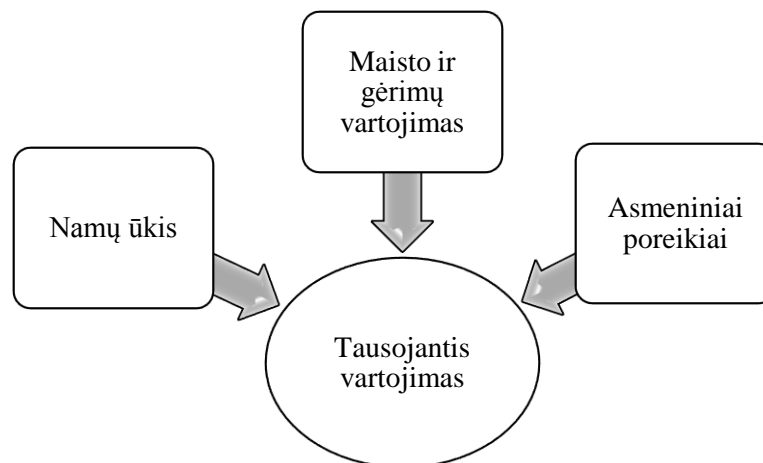 Maisto ir
gėrimų
vartojimas
Namų ūkis
Asmeniniai
poreikiai
Tausojantis
vartojimas